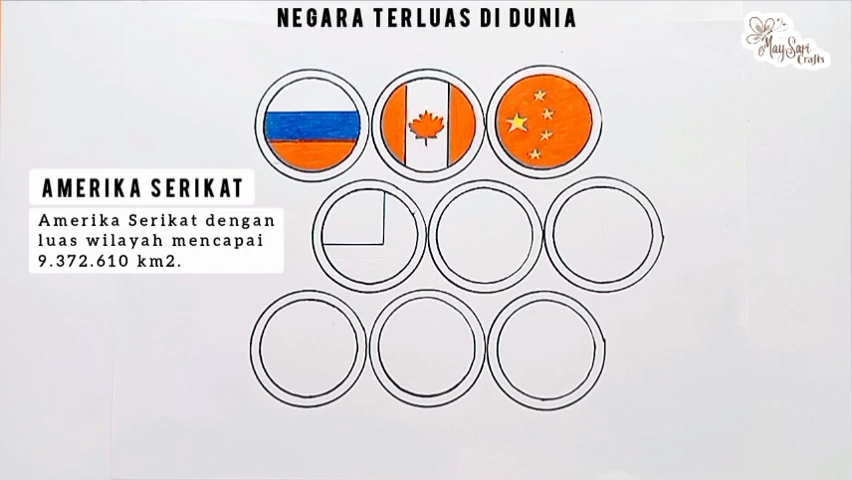 NEGARA TERLUAS DI DUNIA
May Sari
Crafts
AMERIKA SERIKAT
Amerika Serikat dengan
luas wilayah mencapai
9.372.610 km2.